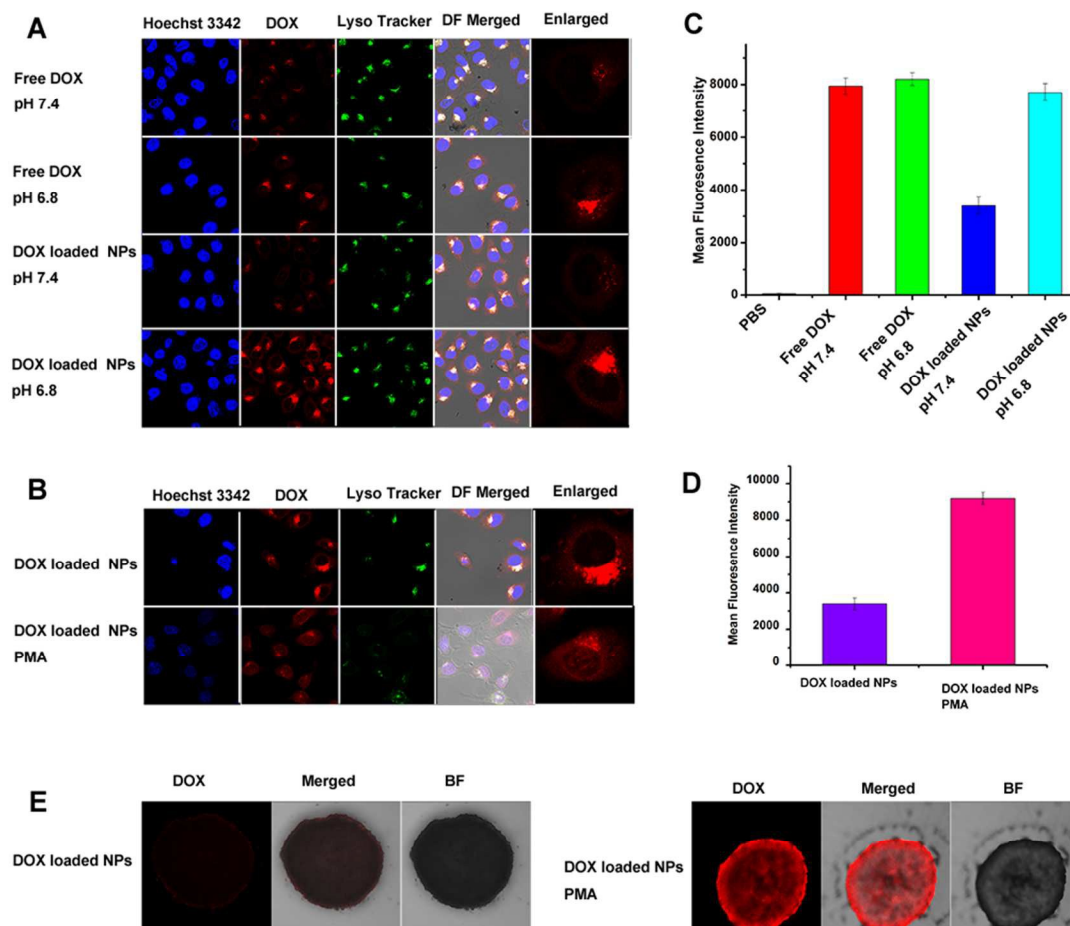 A
Hoechst 3342 DOX Lyso Tracker DF Merged Enlarged
Free DOX
pH 7.4
Free DOX
pH 6.8
DOX loaded NPs
pH 7.4
DOX loaded NPs
pH 6.8
C
Mean Fluoresence Intensity
8000
6000
4000
2000
0
PBS
Free DOX
pH 7.4
Free DOX
pH 6.8
DOX loaded NPs
pH 7.4
DOX loaded NPs
pH 6.8
B
Hoechst 3342 DOX Lyso Tracker DF Merged Enlarged
DOX loaded NPs
DOX loaded NPs
PMA
D
Mean Fluoresence Intensity
10000
8000
6000
4000
2000
0
DOX loaded NPs
DOX loaded NPs
PMA
E
DOX Merged BF
DOX loaded NPs
DOX Merged BF
DOX loaded NPs
PMA